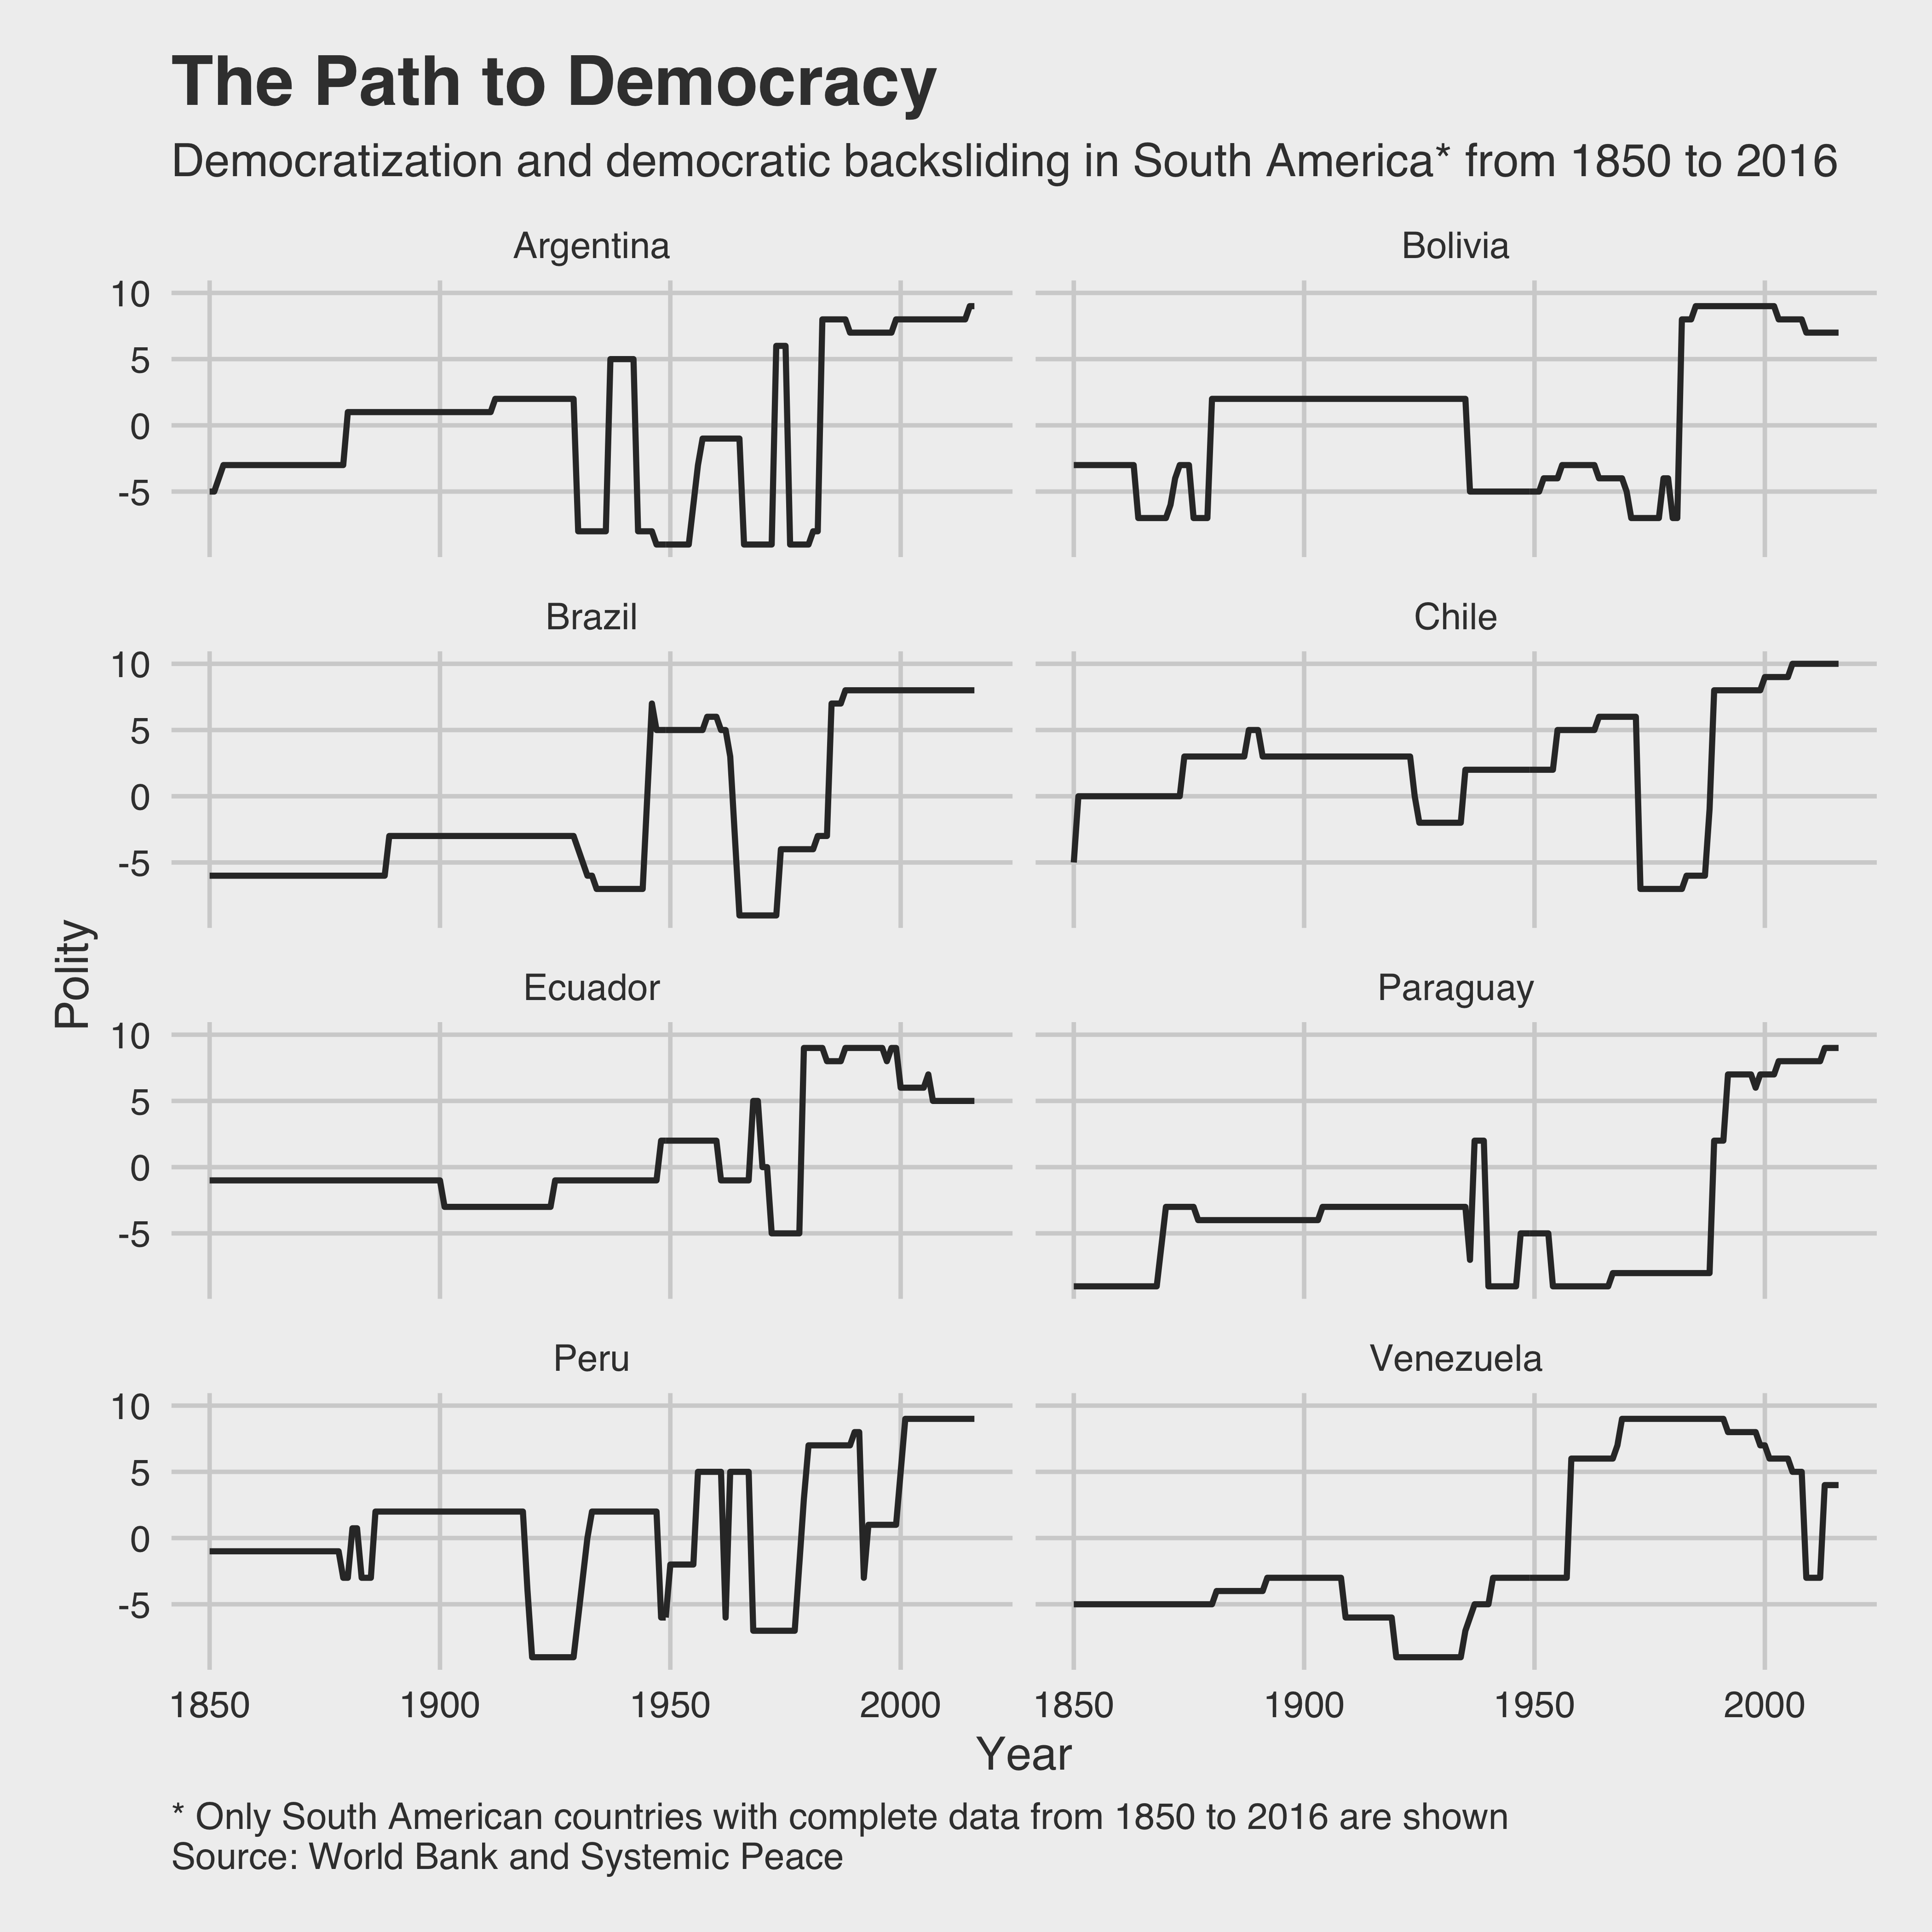 The Path to Democracy
Democratization and democratic backsliding in South America* from 1850 to 2016
Argentina
Bolivia
10
5
0
-5
Brazil
Chile
10
5
0
-5
Ecuador
Paraguay
10
5
0
-5
Peru
Venezuela
10
5
0
-5
Polity
1850 1900 1950 2000 1850 1900 1950 2000
Year
* Only South American countries with complete data from 1850 to 2016 are shown
Source: World Bank and Systemic Peace